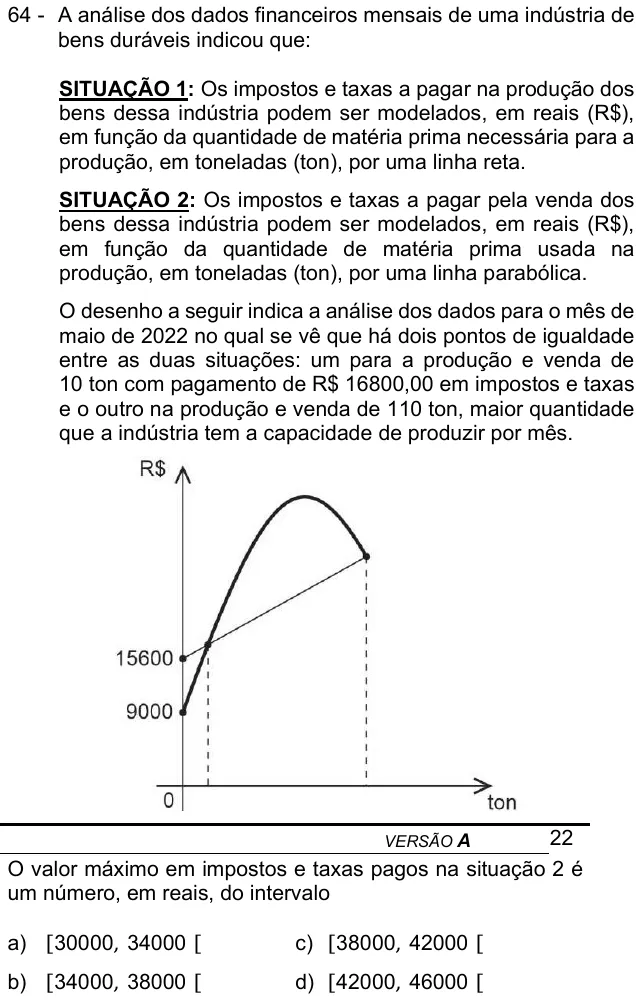 64 - A análise dos dados financeiros mensais de uma indústria de
bens duráveis indicou que:
SITUAÇÃO 1: Os impostos e taxas a pagar na produção dos
bens dessa indústria podem ser modelados, em reais (R$),
em função da quantidade de matéria prima necessária para a
produção, em toneladas (ton), por uma linha reta.
SITUAÇÃO 2: Os impostos e taxas a pagar pela venda dos
bens dessa indústria podem ser modelados, em reais (R$),
em função da quantidade de matéria prima usada na
produção, em toneladas (ton), por uma linha parabólica.
O desenho a seguir indica a análise dos dados para o mês de
maio de 2022 no qual se vê que há dois pontos de igualdade
entre as duas situações: um para a produção e venda de
10 ton com pagamento de R$ 16800,00 em impostos e taxas
e o outro na produção e venda de 110 ton, maior quantidade
que a indústria tem a capacidade de produzir por mês.
R$
15600
9000
0
ton
VERSÃO A 22
O valor máximo em impostos e taxas pagos na situação 2 é
um número, em reais, do intervalo
a) [30000, 34000 [ c) [38000, 42000 [
b) [34000, 38000 [ d) [42000, 46000 [